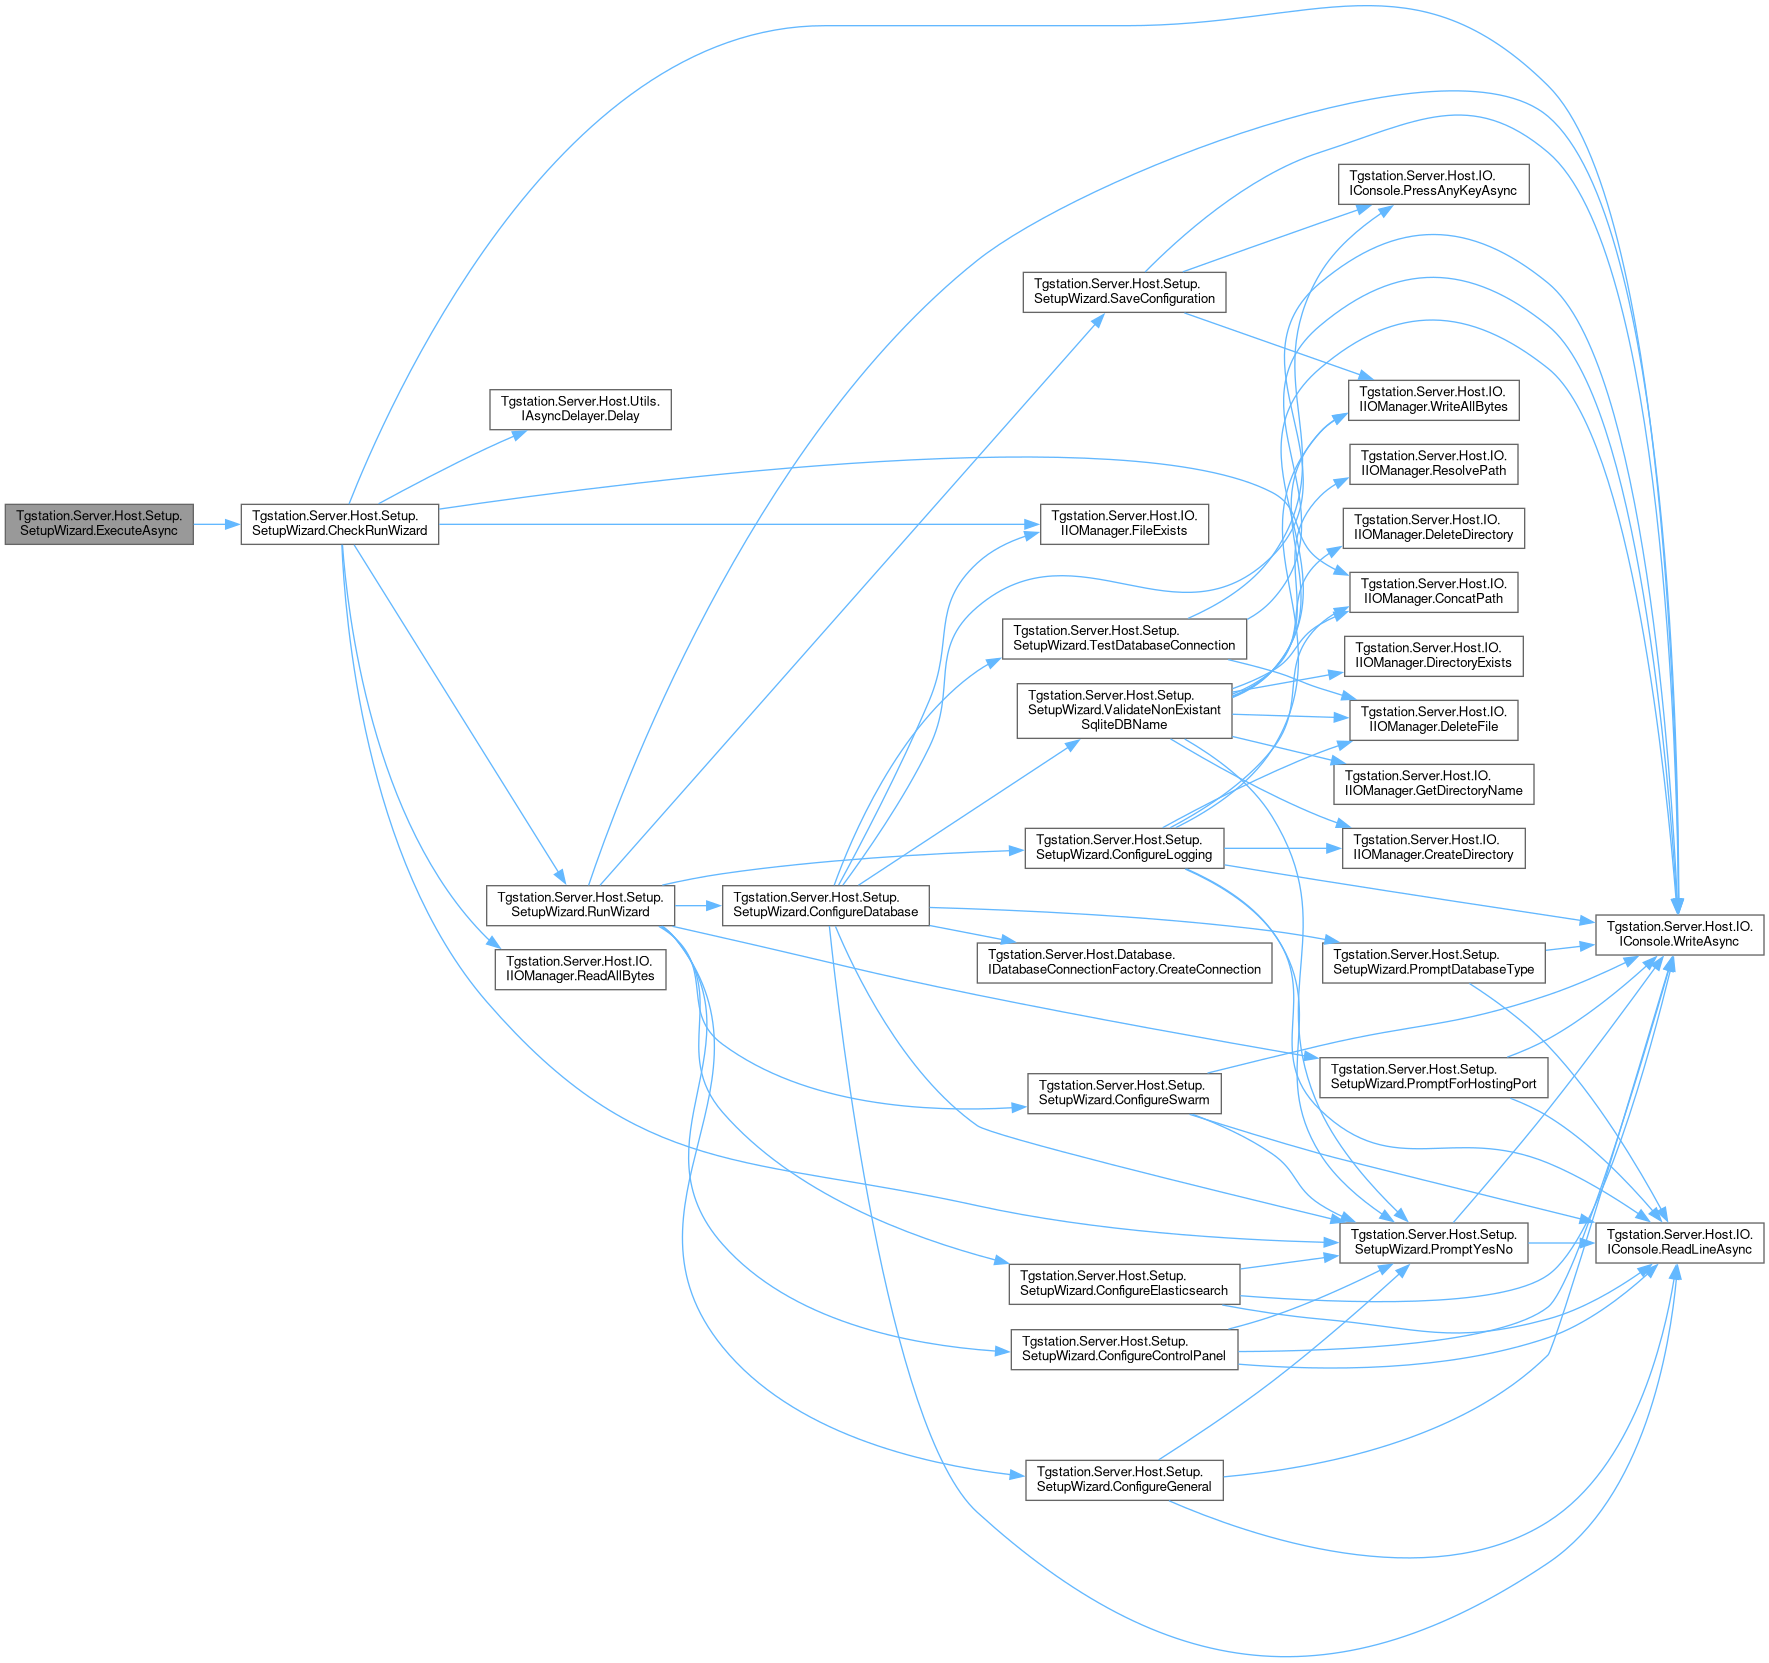 Tgstation.Server.Host.Setup.
SetupWizard.ExecuteAsync
Tgstation.Server.Host.Setup.
SetupWizard.CheckRunWizard
Tgstation.Server.Host.Utils.
IAsyncDelayer.Delay
Tgstation.Server.Host.Setup.
SetupWizard.RunWizard
Tgstation.Server.Host.IO.
IIOManager.ReadAllBytes
Tgstation.Server.Host.Setup.
SetupWizard.ConfigureDatabase
Tgstation.Server.Host.Setup.
SetupWizard.SaveConfiguration
Tgstation.Server.Host.IO.
IIOManager.FileExists
Tgstation.Server.Host.Setup.
SetupWizard.TestDatabaseConnection
Tgstation.Server.Host.Setup.
SetupWizard.ValidateNonExistant
SqliteDBName
Tgstation.Server.Host.Setup.
SetupWizard.ConfigureLogging
Tgstation.Server.Host.Database.
IDatabaseConnectionFactory.CreateConnection
Tgstation.Server.Host.Setup.
SetupWizard.ConfigureSwarm
Tgstation.Server.Host.Setup.
SetupWizard.ConfigureElasticsearch
Tgstation.Server.Host.Setup.
SetupWizard.ConfigureControlPanel
Tgstation.Server.Host.Setup.
SetupWizard.ConfigureGeneral
Tgstation.Server.Host.IO.
IConsole.PressAnyKeyAsync
Tgstation.Server.Host.IO.
IIOManager.WriteAllBytes
Tgstation.Server.Host.IO.
IIOManager.ResolvePath
Tgstation.Server.Host.IO.
IIOManager.DeleteDirectory
Tgstation.Server.Host.IO.
IIOManager.ConcatPath
Tgstation.Server.Host.IO.
IIOManager.DirectoryExists
Tgstation.Server.Host.IO.
IIOManager.DeleteFile
Tgstation.Server.Host.IO.
IIOManager.GetDirectoryName
Tgstation.Server.Host.IO.
IIOManager.CreateDirectory
Tgstation.Server.Host.Setup.
SetupWizard.PromptDatabaseType
Tgstation.Server.Host.Setup.
SetupWizard.PromptForHostingPort
Tgstation.Server.Host.Setup.
SetupWizard.PromptYesNo
Tgstation.Server.Host.IO.
IConsole.WriteAsync
Tgstation.Server.Host.IO.
IConsole.ReadLineAsync